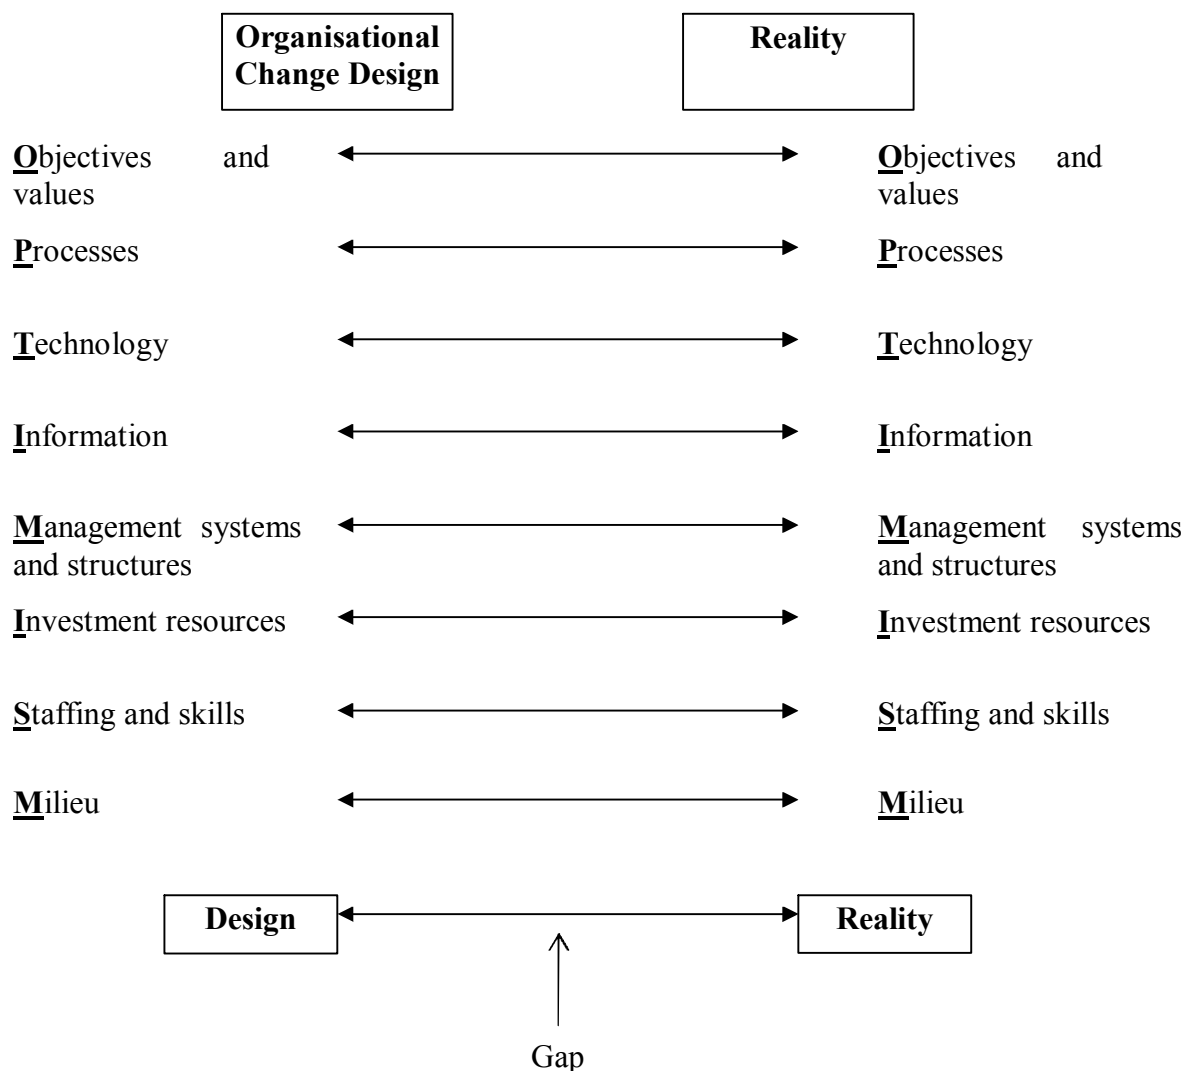 Organisational
Change Design
Reality
Objectives and
values
Objectives and
values
Processes
Processes
Technology
Technology
Information
Information
Management systems
and structures
Management systems
and structures
Investment resources
Investment resources
Staffing and skills
Staffing and skills
Milieu
Milieu
Design
Reality
Gap